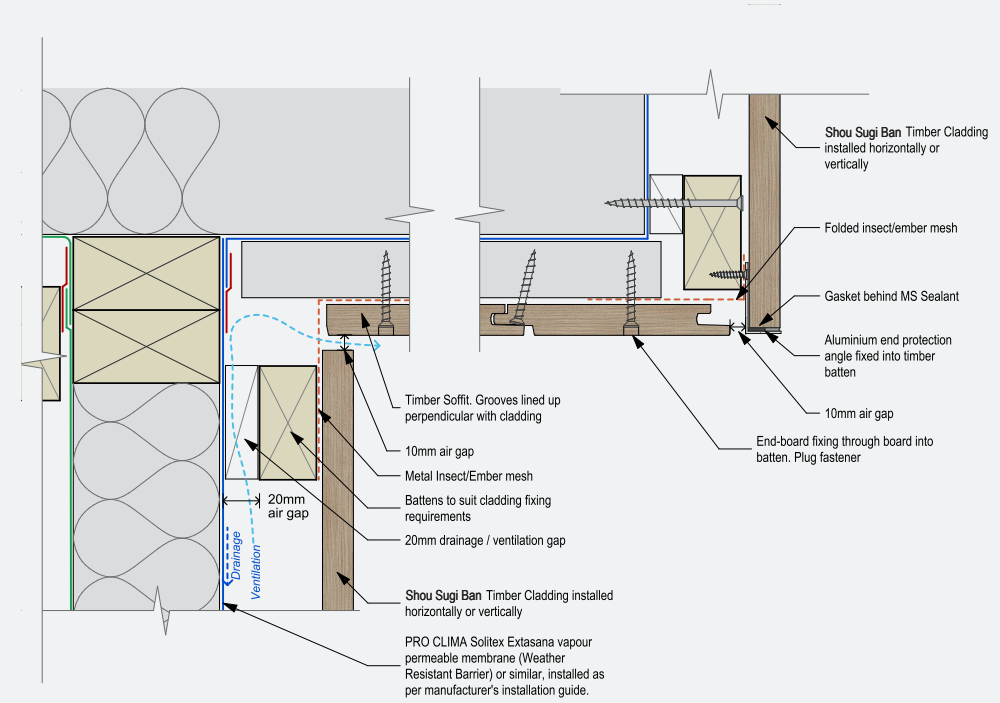 Shou Sugi Ban Timber Cladding
installed horizontally or
vertically
Folded insect/ember mesh
Gasket behind MS Sealant
Aluminium end protection
angle fixed into timber
batten
10mm air gap
End-board fixing through board into
batten. Plug fastener
Timber Soffit. Grooves lined up
perpendicular with cladding
10mm air gap
Metal Insect/Ember mesh
Battens to suit cladding fixing
requirements
20mm drainage / ventilation gap
20mm
air gap
Drainage
Ventilation
Shou Sugi Ban Timber Cladding installed
horizontally or vertically
PRO CLIMA Solitex Extasana vapour
permeable membrane (Weather
Resistant Barrier) or similar, installed as
per manufacturer's installation guide.